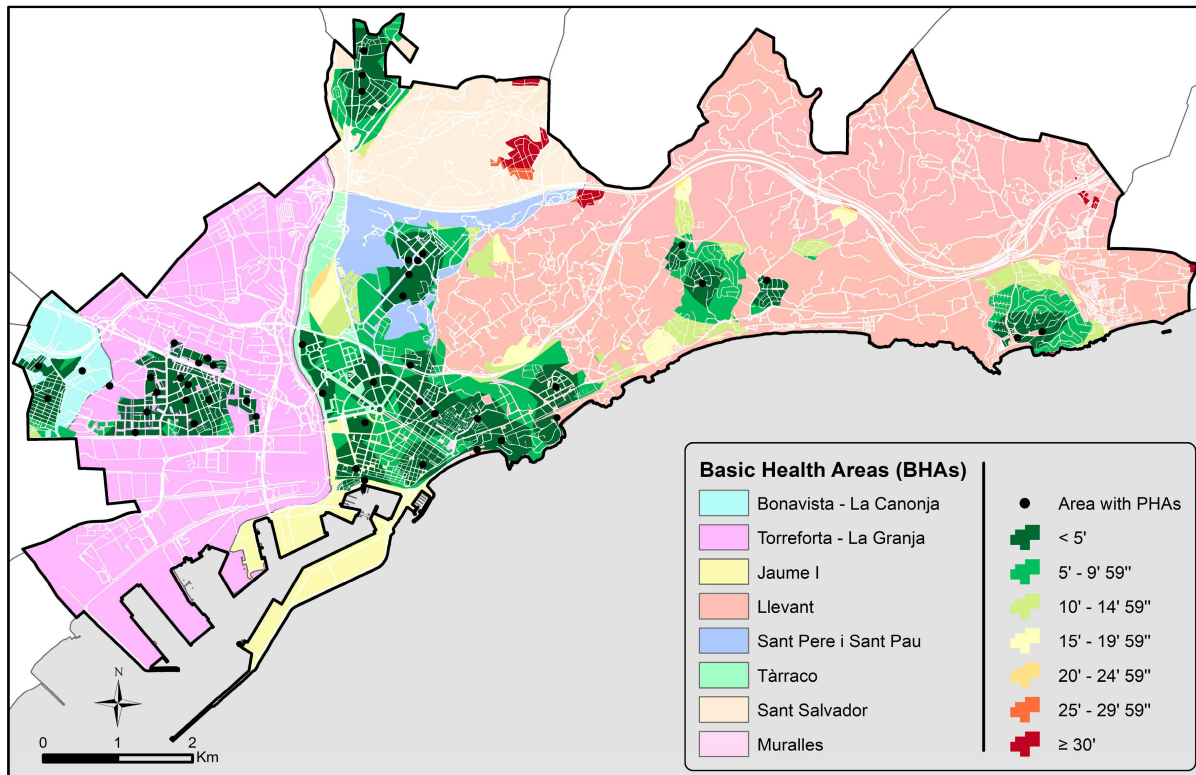 Basic Health Areas (BHAs)
Bonavista - La Canonja
Torreforta - La Granja
Jaume I
Llevant
Sant Pere i Sant Pau
Tàrraco
Sant Salvador
Muralles
Area with PHAs
< 5'
5' - 9' 59"
10' - 14' 59"
15' - 19' 59"
20' - 24' 59"
25' - 29' 59"
≥ 30'
N
0 1 2
Km